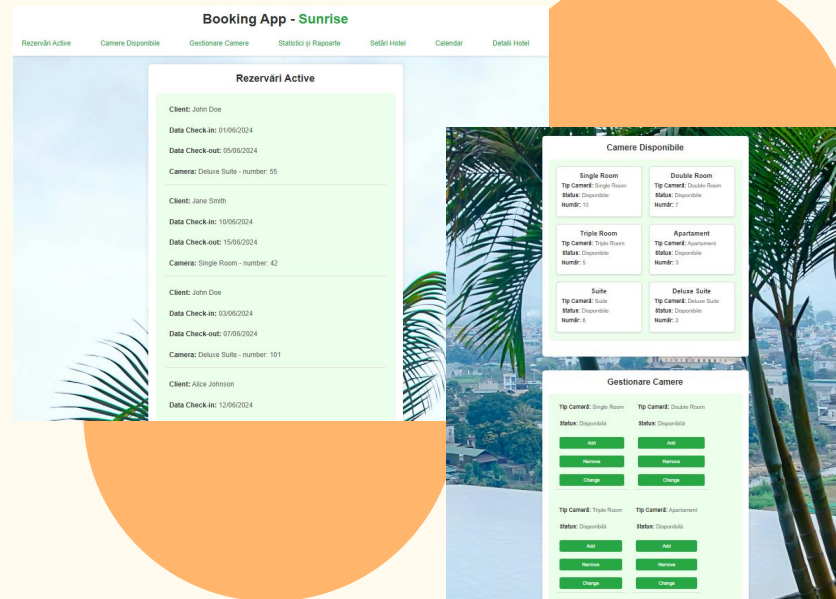 Booking App - Sunrise
Rezervări Active Camere Disponibile Gestionare Camere Statistici și Rapoarte Setări Hotel Calendar Detalii Hotel
Rezervări Active
Client: John Doe
Data Check-in: 01/06/2024
Data Check-out: 05/06/2024
Camera: Deluxe Suite - number: 55
Client: Jane Smith
Data Check-in: 10/06/2024
Data Check-out: 15/06/2024
Camera: Single Room - number: 42
Client: John Doe
Data Check-in: 03/06/2024
Data Check-out: 07/06/2024
Camera: Deluxe Suite - number: 101
Client: Alice Johnson
Data Check-in: 12/06/2024
Camere Disponibile
Single Room
Tip Cameră: Single Room
Status: Disponibile
Număr: 10
Double Room
Tip Cameră: Double Room
Status: Disponibile
Număr: 7
Triple Room
Tip Cameră: Triple Room
Status: Disponibile
Număr: 5
Apartament
Tip Cameră: Apartament
Status: Disponibile
Număr: 3
Suite
Tip Cameră: Suite
Status: Disponibile
Număr: 6
Deluxe Suite
Tip Cameră: Deluxe Suite
Status: Disponibile
Număr: 2
Gestionare Camere
Tip Cameră: Single Room
Status: Disponibilă
Add
Remove
Change
Tip Cameră: Double Room
Status: Disponibilă
Add
Remove
Change
Tip Cameră: Triple Room
Status: Disponibilă
Add
Remove
Change
Tip Cameră: Apartament
Status: Disponibilă
Add
Remove
Change